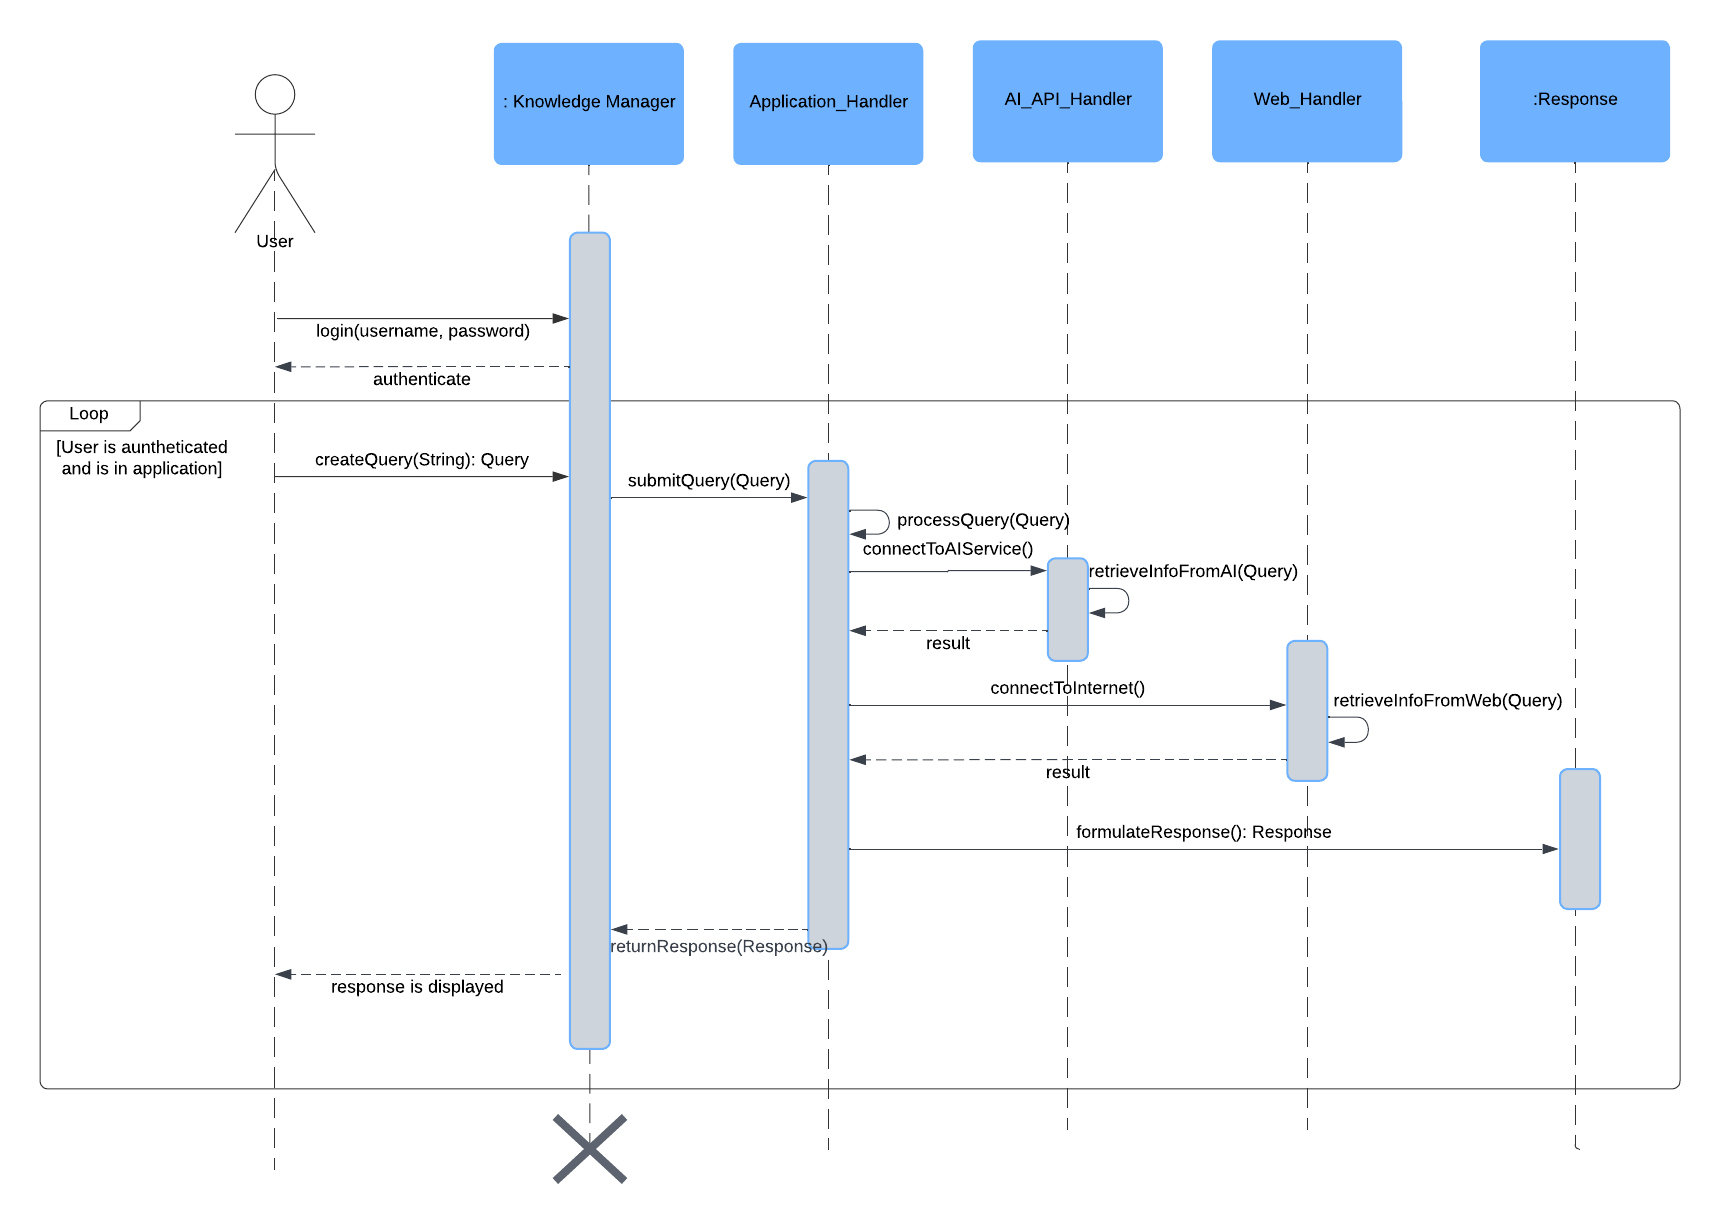 : Knowledge Manager
Application_Handler
AI_API_Handler
Web_Handler
:Response
User
login(username, password)
authenticate
Loop
[User is auntheticated
and is in application]
createQuery(String): Query
submitQuery(Query)
processQuery(Query)
connectToAIService()
retrieveInfoFromAI(Query)
result
connectToInternet()
retrieveInfoFromWeb(Query)
result
formulateResponse(): Response
returnResponse(Response)
response is displayed